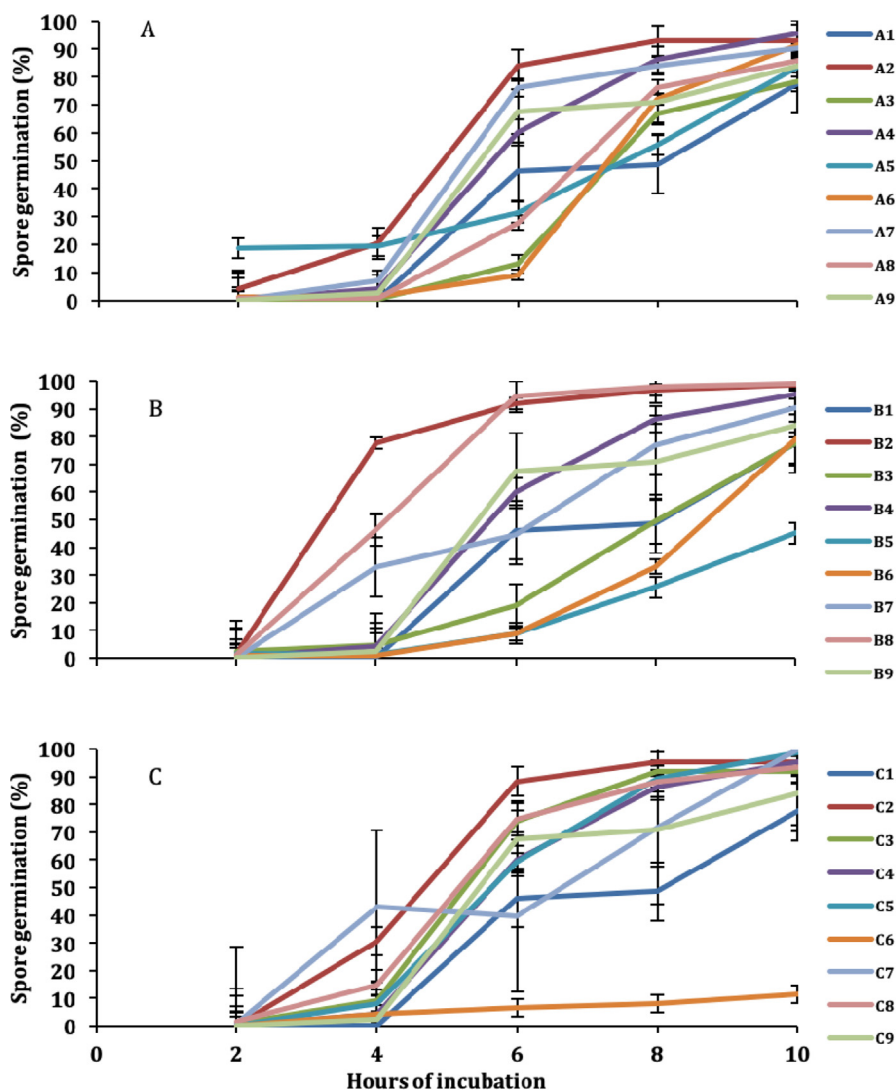 A
Spore germination (%)
100
90
80
70
60
50
40
30
20
10
0
A1
A2
A3
A4
A5
A6
A7
A8
A9
B
Spore germination (%)
100
90
80
70
60
50
40
30
20
10
0
B1
B2
B3
B4
B5
B6
B7
B8
B9
C
Spore germination (%)
100
90
80
70
60
50
40
30
20
10
0
C1
C2
C3
C4
C5
C6
C7
C8
C9
0 2 4 6 8 10
Hours of incubation